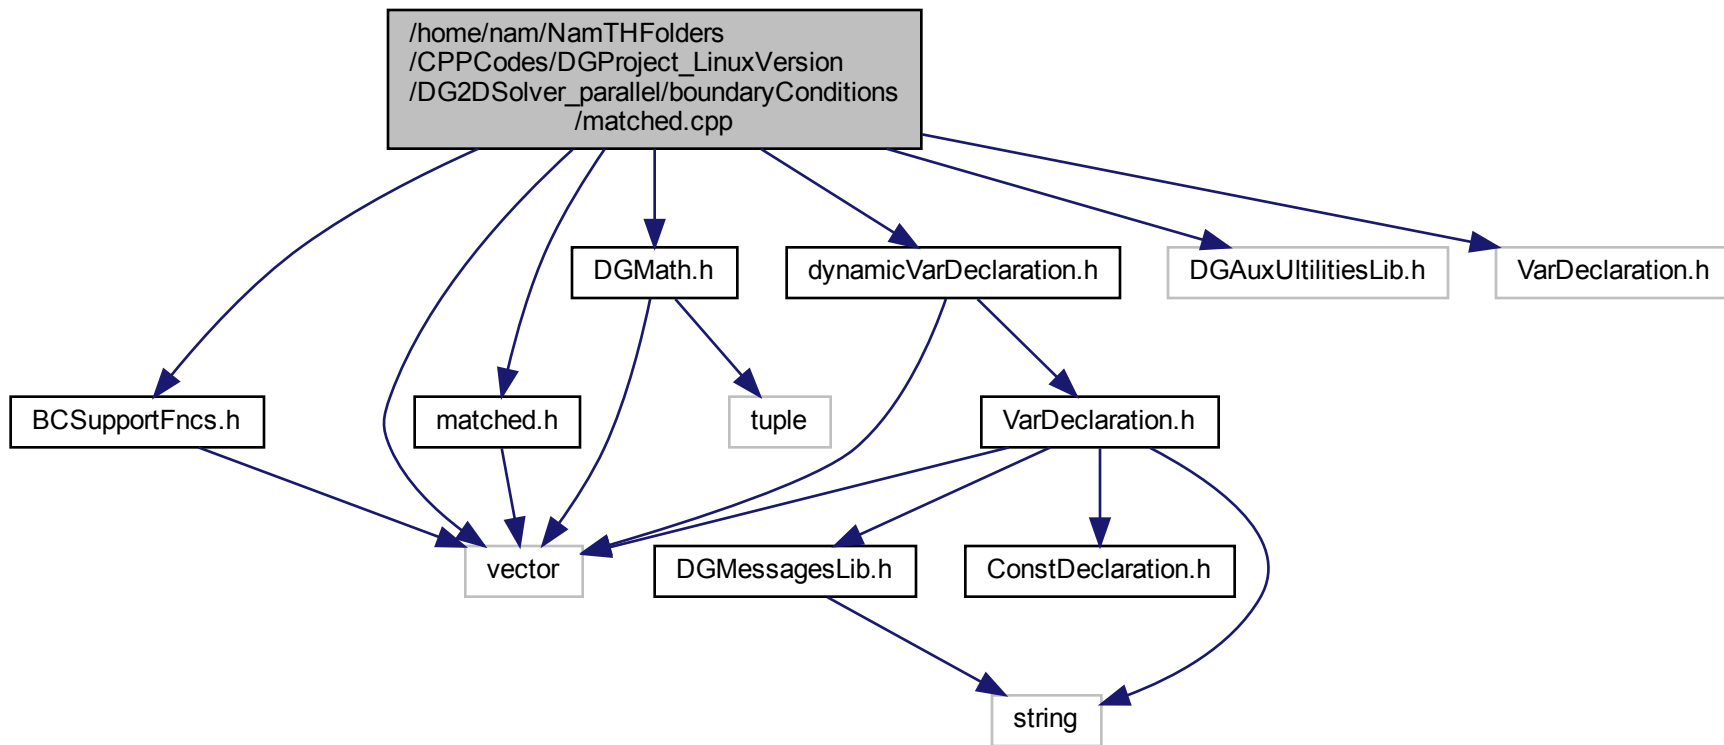 /home/nam/NamTHFolders
/CPPCodes/DGProject_LinuxVersion
/DG2DSolver_parallel/boundaryConditions
/matched.cpp
DGMath.h
dynamicVarDeclaration.h
DGAuxUltilitiesLib.h
VarDeclaration.h
BCSupportFncs.h
matched.h
tuple
VarDeclaration.h
vector
DGMessagesLib.h
ConstDeclaration.h
string